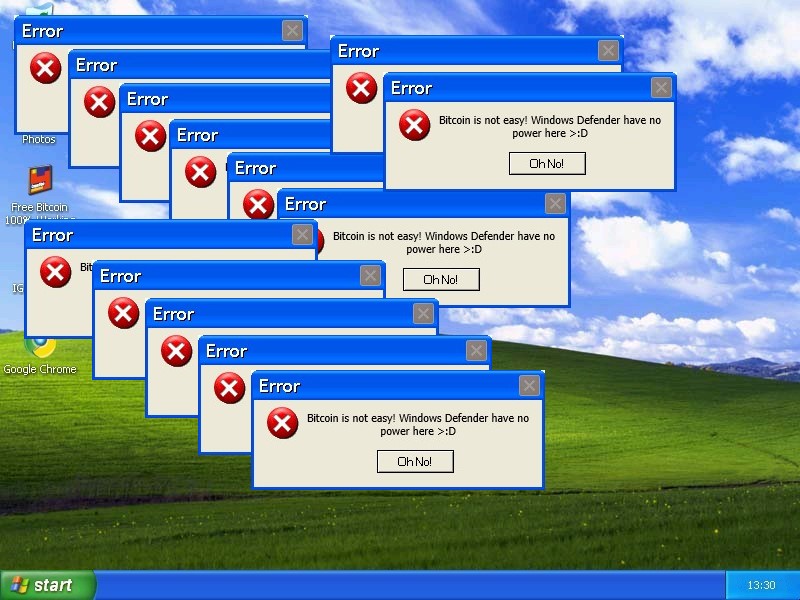 Error
Error
Error
Error
Error
Error
Bitcoin is not easy! Windows Defender have no
power here >:D
Oh No!
Error
Error
Bitcoin is not easy! Windows Defender have no
power here >:D
Oh No!
Photos
Free Bitcoin
100% Working
Error
Bit
Error
Error
Error
Error
Bitcoin is not easy! Windows Defender have no
power here >:D
Oh No!
IG
Google Chrome
start
13:30